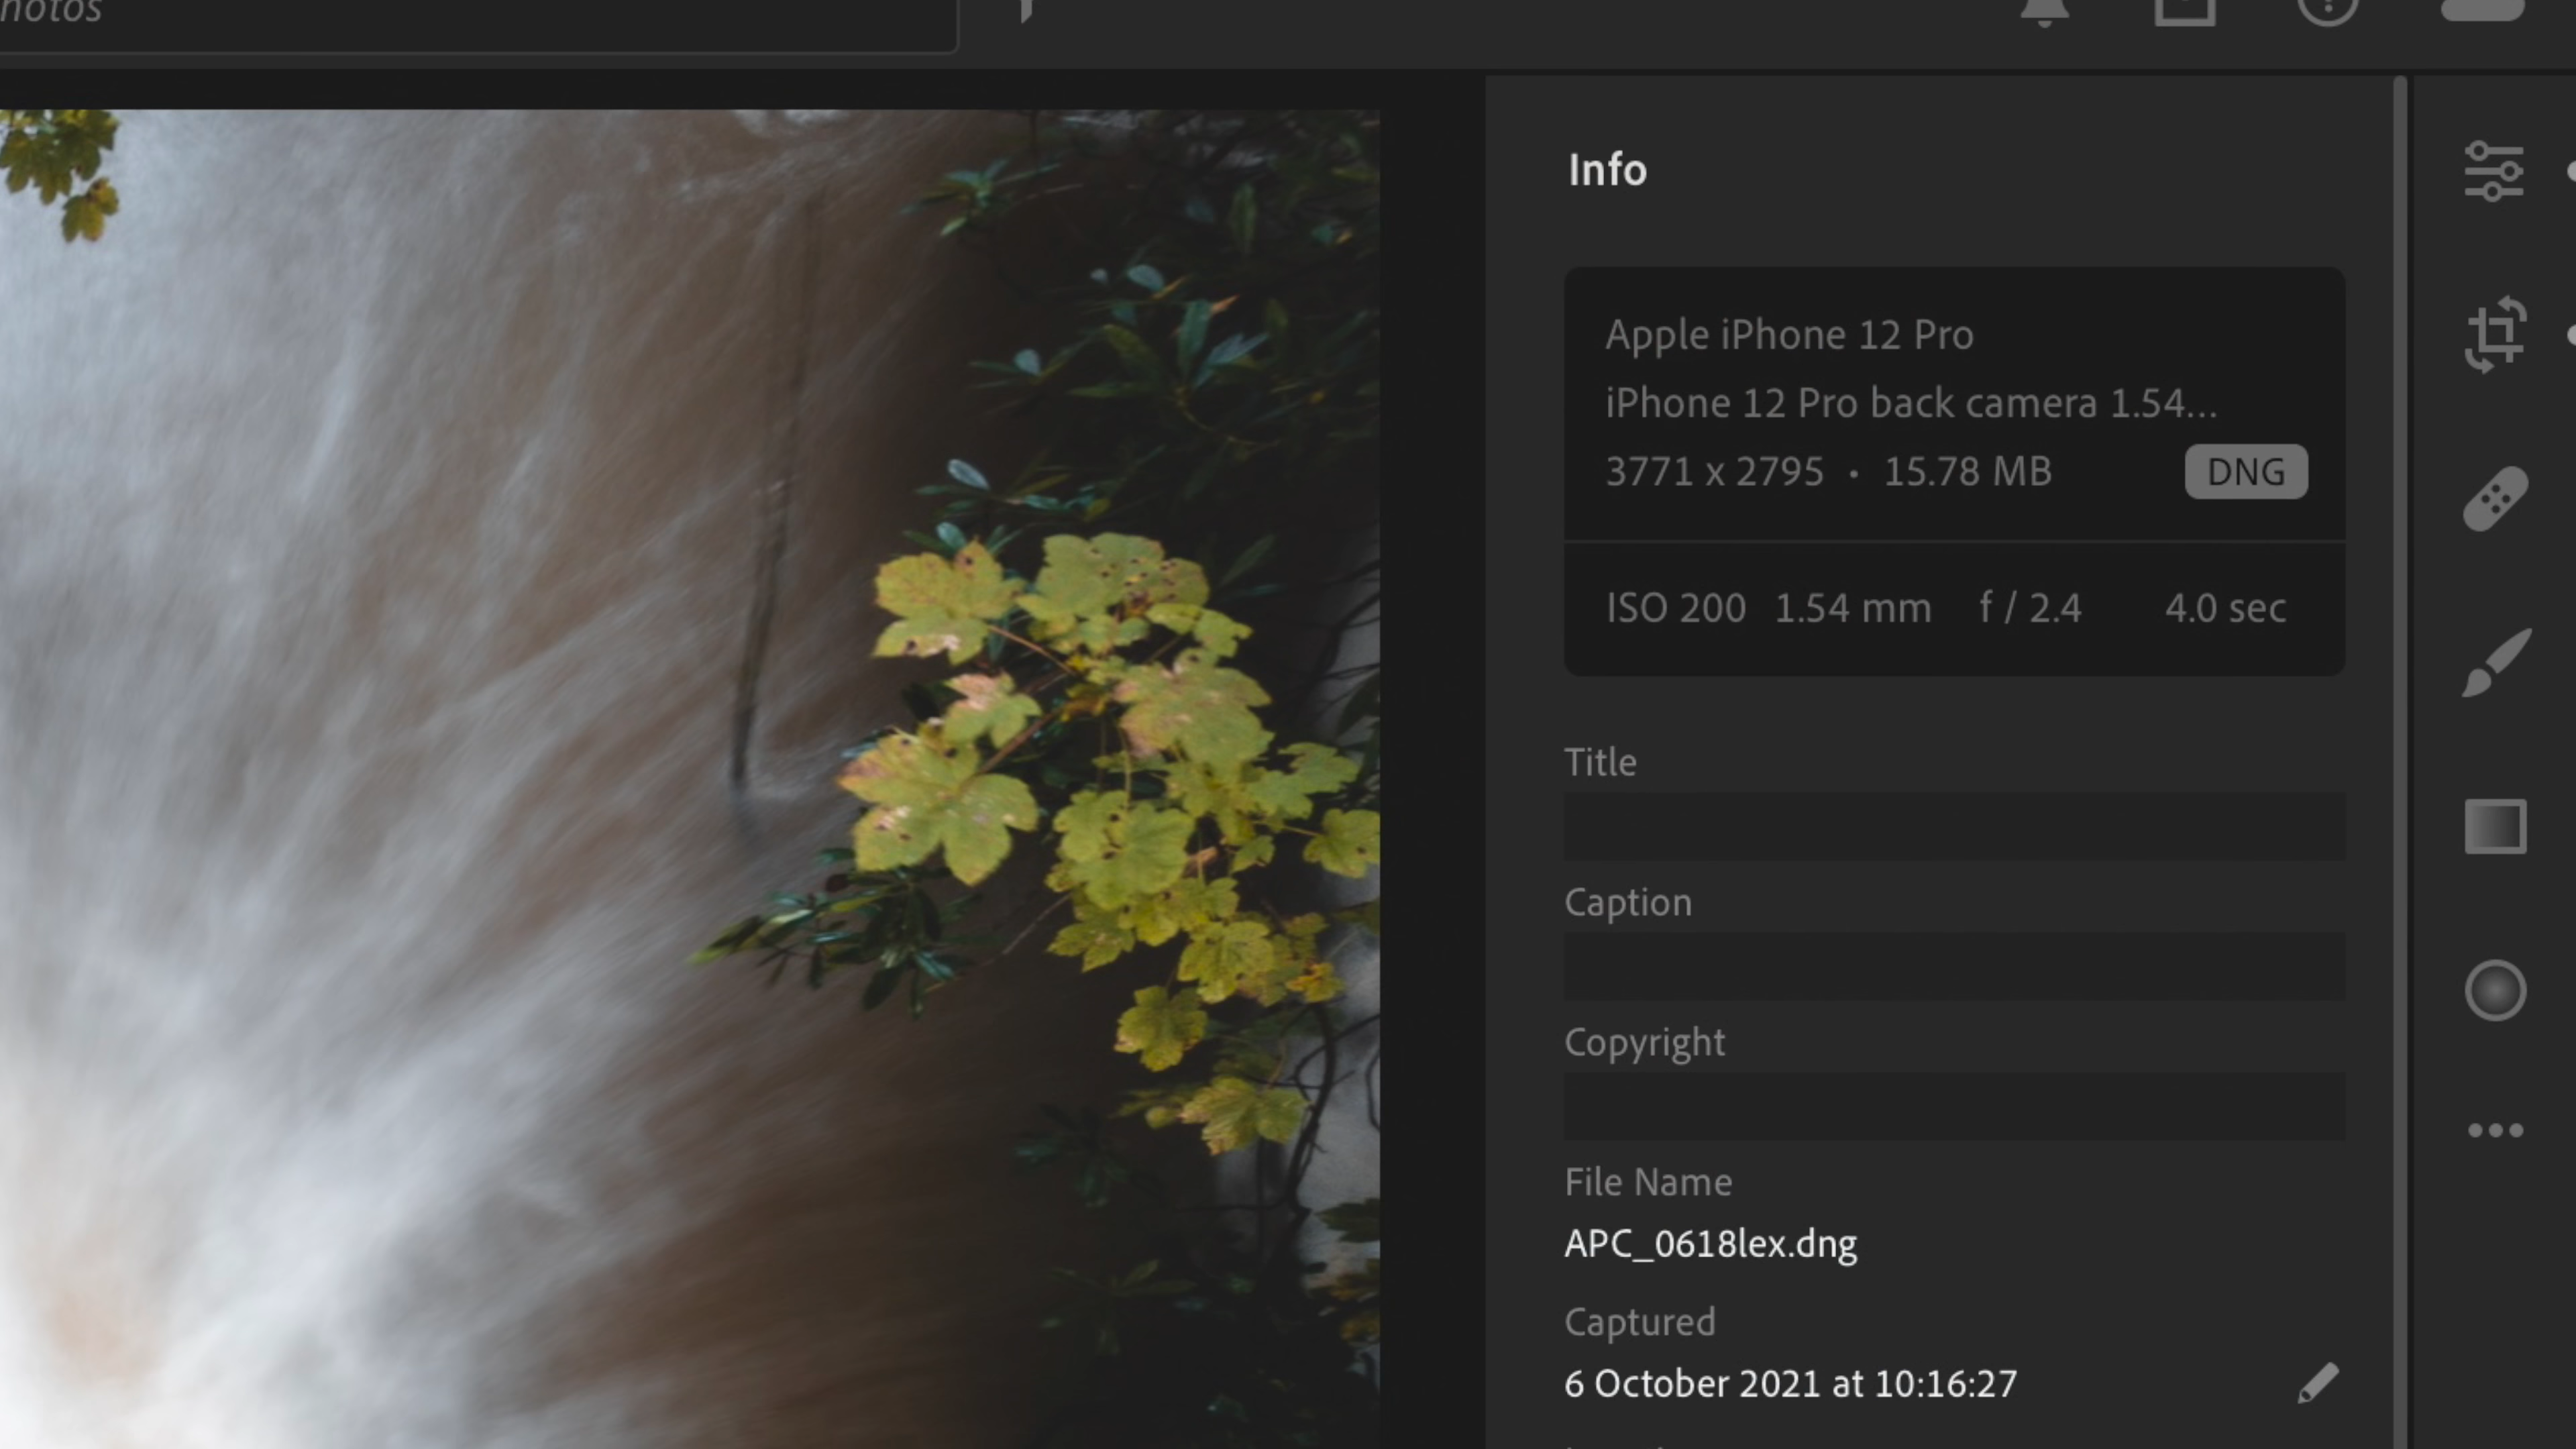 hotos
Info
Apple iPhone 12 Pro
iPhone 12 Pro back camera 1.54...
3771 x 2795 • 15.78 MB DNG
ISO 200 1.54 mm f / 2.4 4.0 sec
Title
Caption
Copyright
File Name
APC_0618lex.dng
Captured
6 October 2021 at 10:16:27